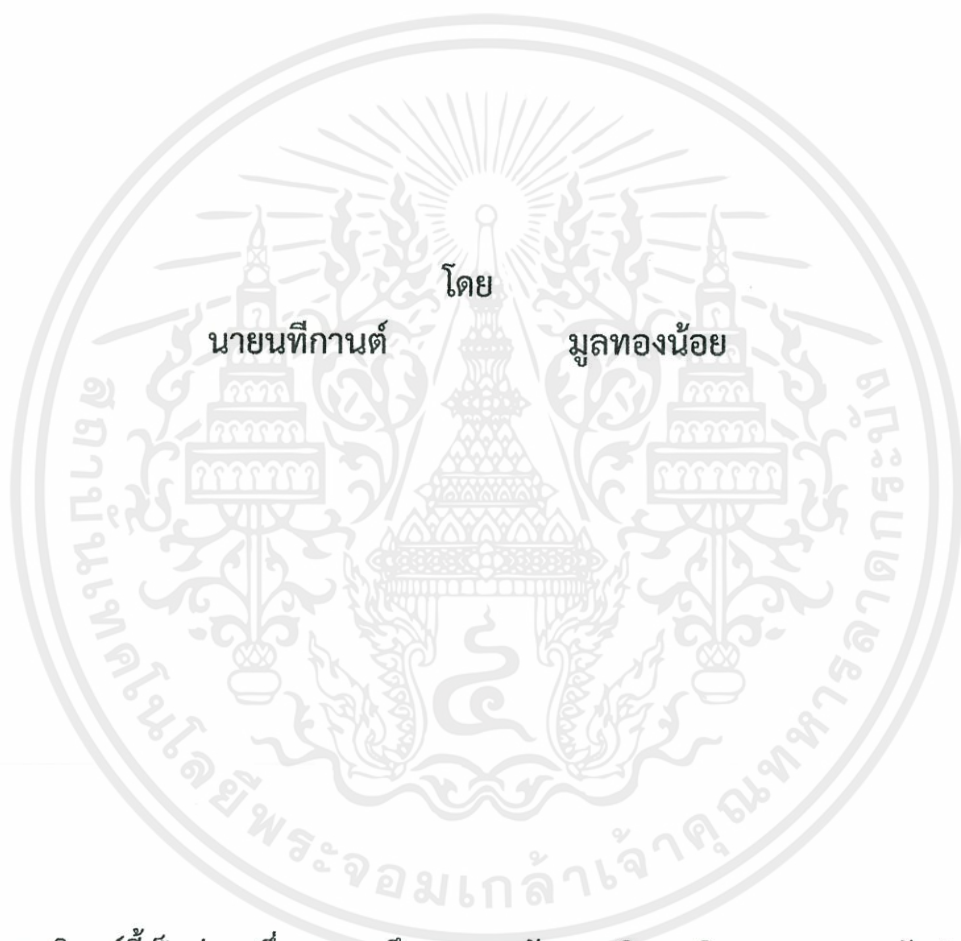 โดย
นายนทีกานต์ มูลทองน้อย
สถาบันเทคโนโลยีพระจอมเกล้าเจ้าคุณทหารลาดกระบัง
๔